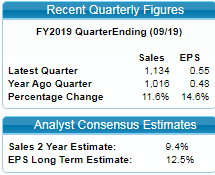 Recent Quarterly Figures
FY2019 QuarterEnding (09/19)
Sales EPS
Latest Quarter 1,134 0.55
Year Ago Quarter 1,016 0.48
Percentage Change 11.6% 14.6%
Analyst Consensus Estimates
Sales 2 Year Estimate: 9.4%
EPS Long Term Estimate: 12.5%